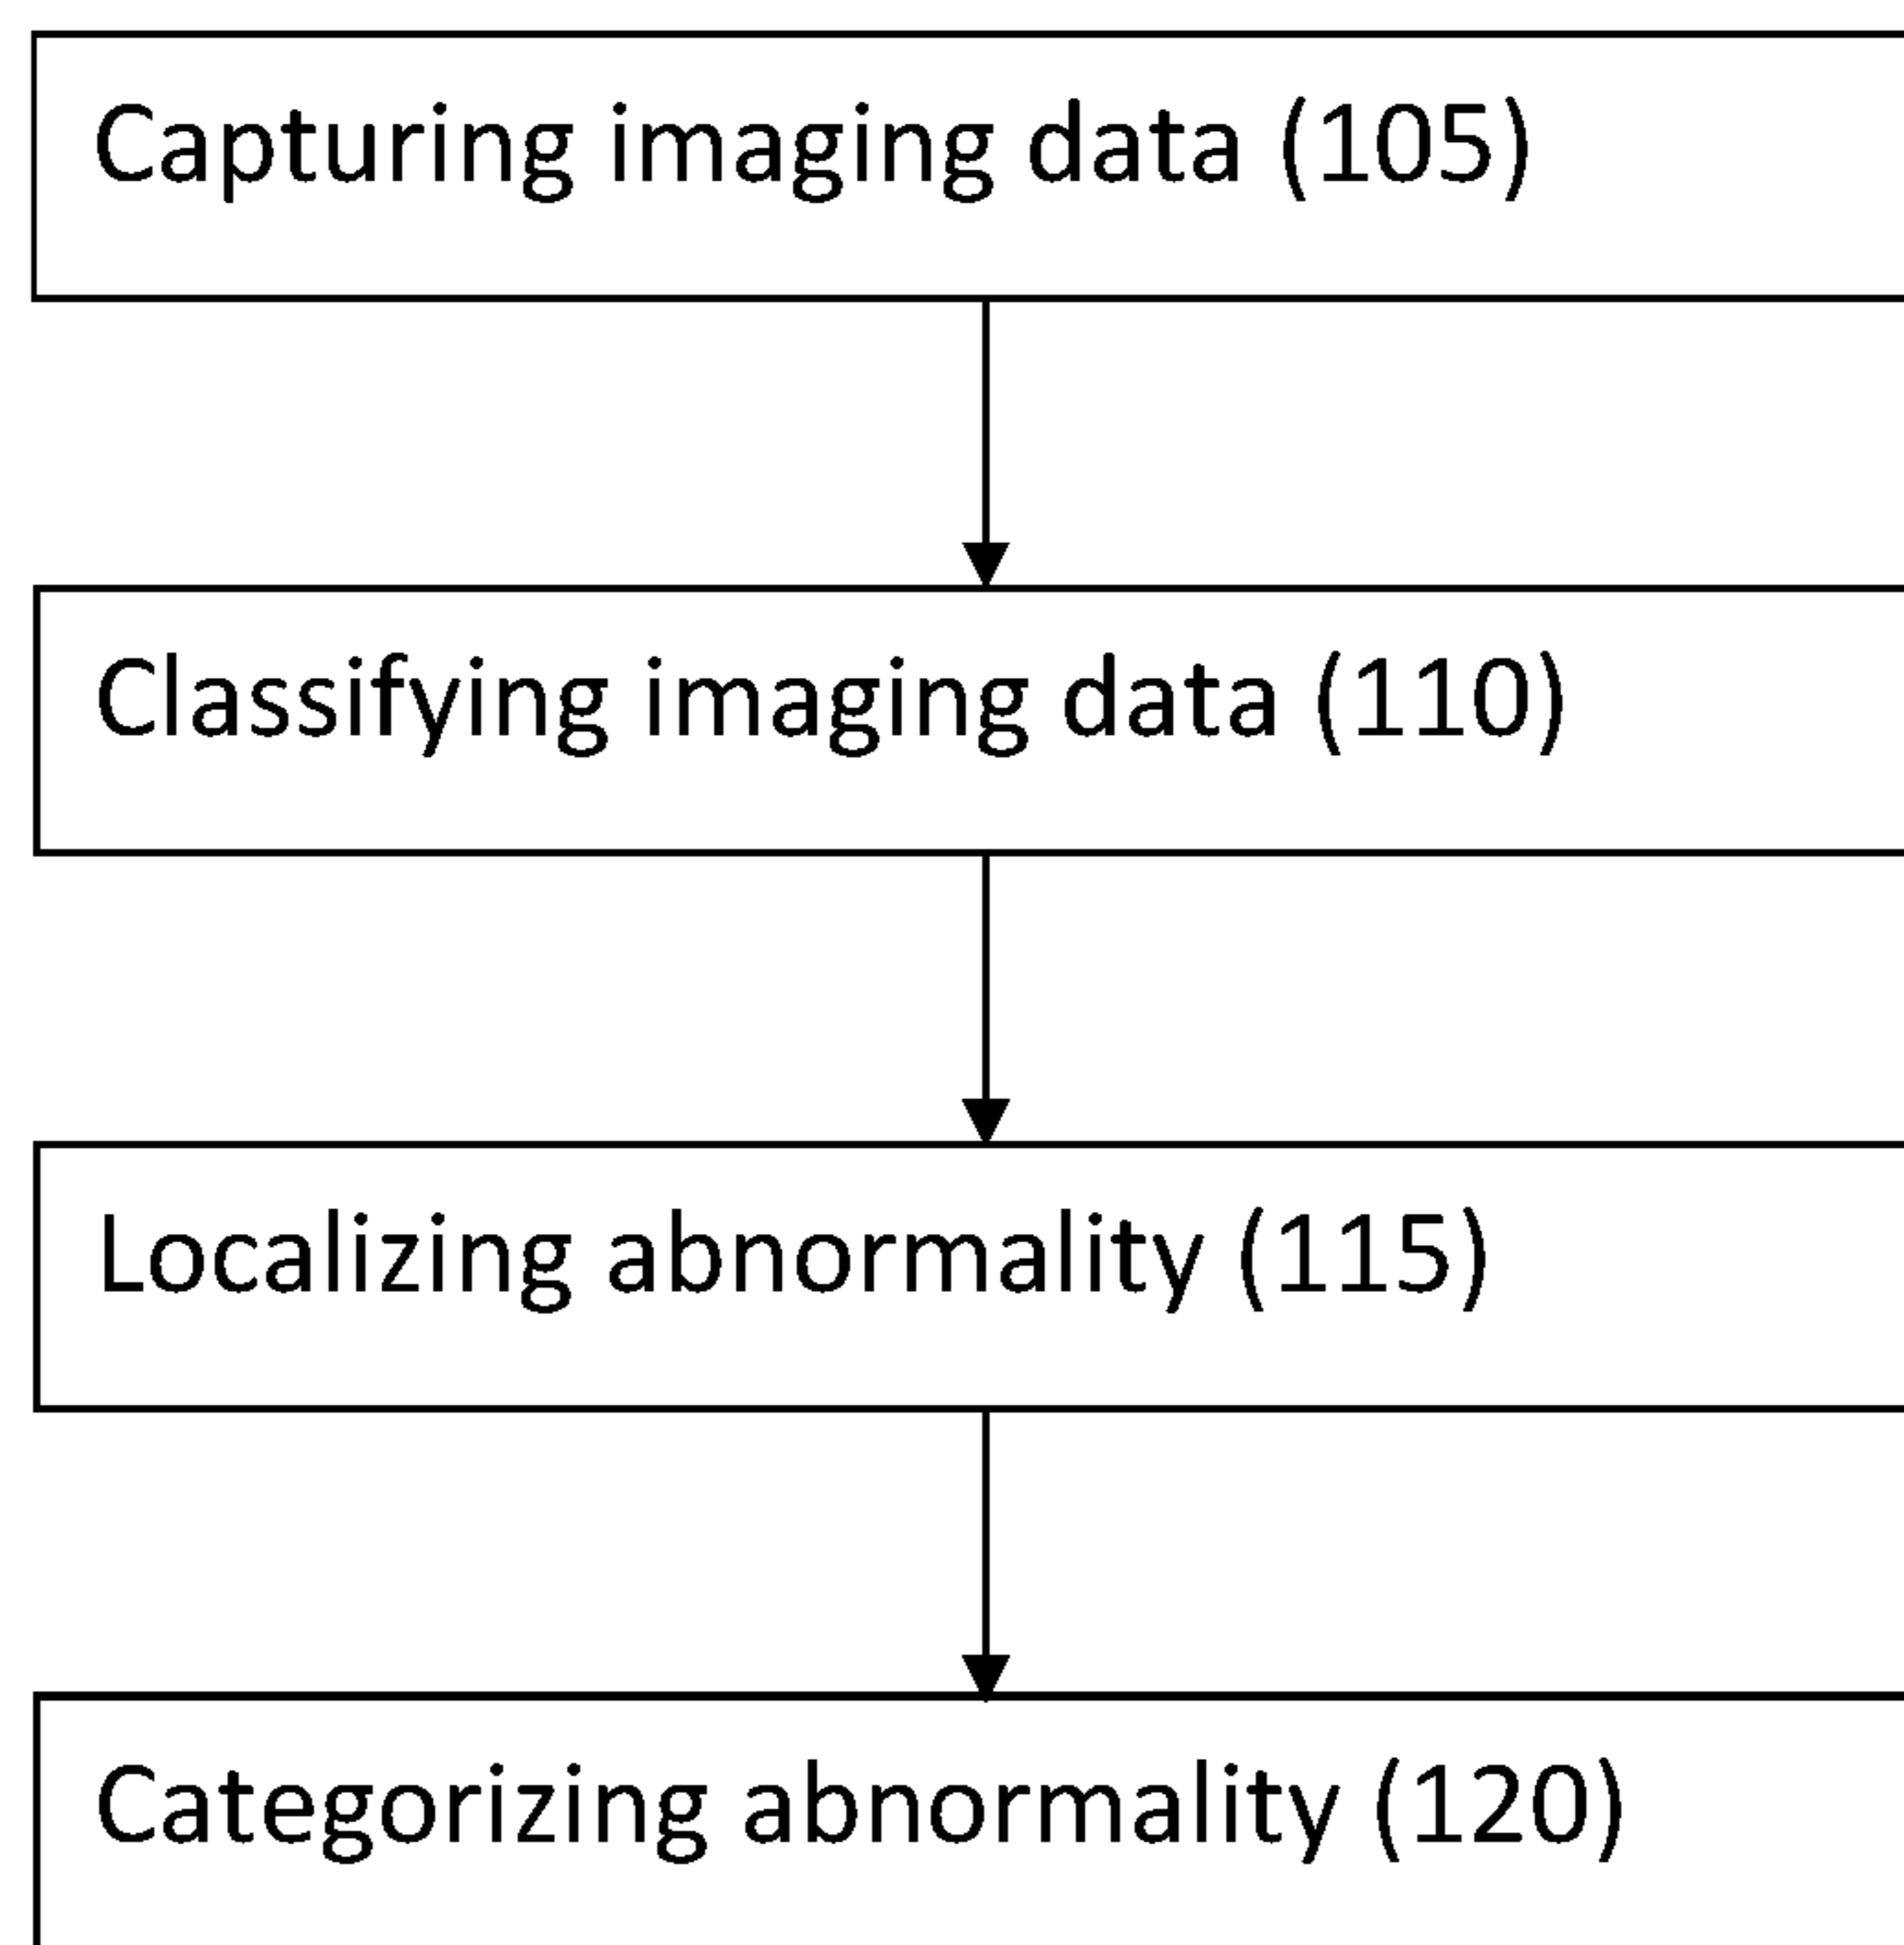 Capturing imaging data (105)
Classifying imaging data (110)
Localizing abnormality (115)
Categorizing abnormality (120)